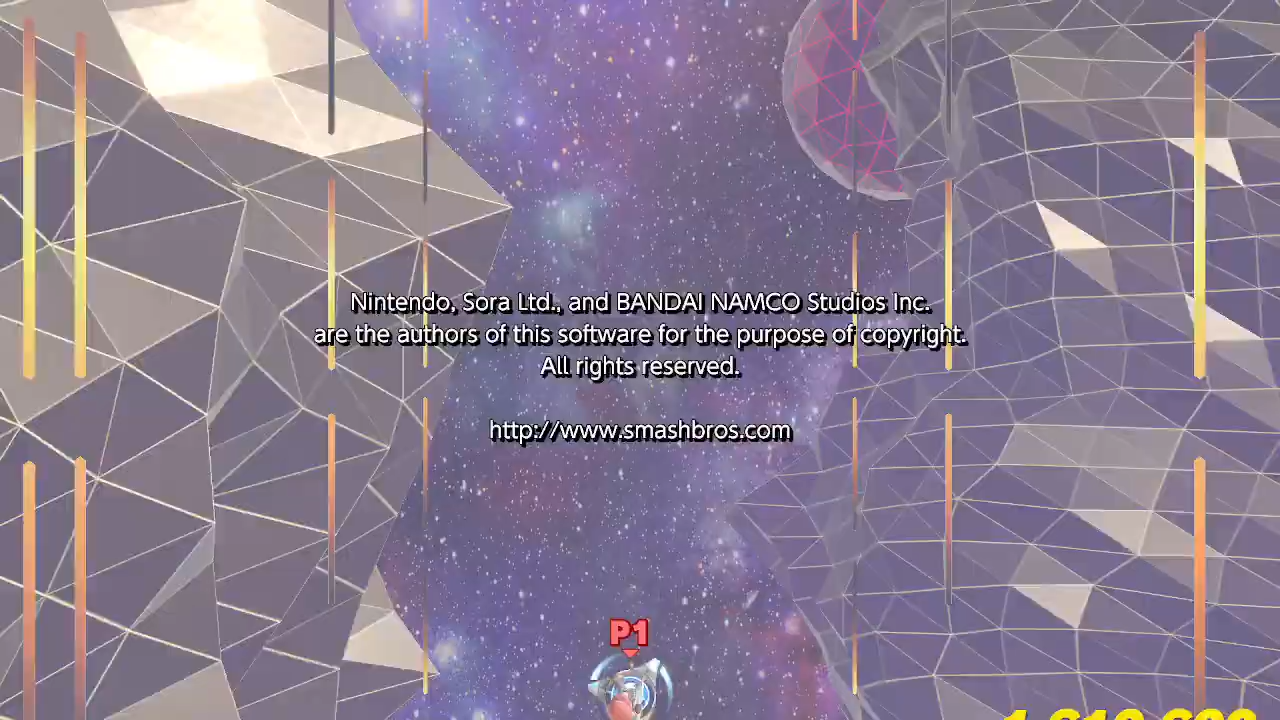 Nintendo, Sora Ltd., and BANDAI NAMCO Studios Inc.
are the authors of this software for the purpose of copyright.
All rights reserved.
http://www.smashbros.com
P1